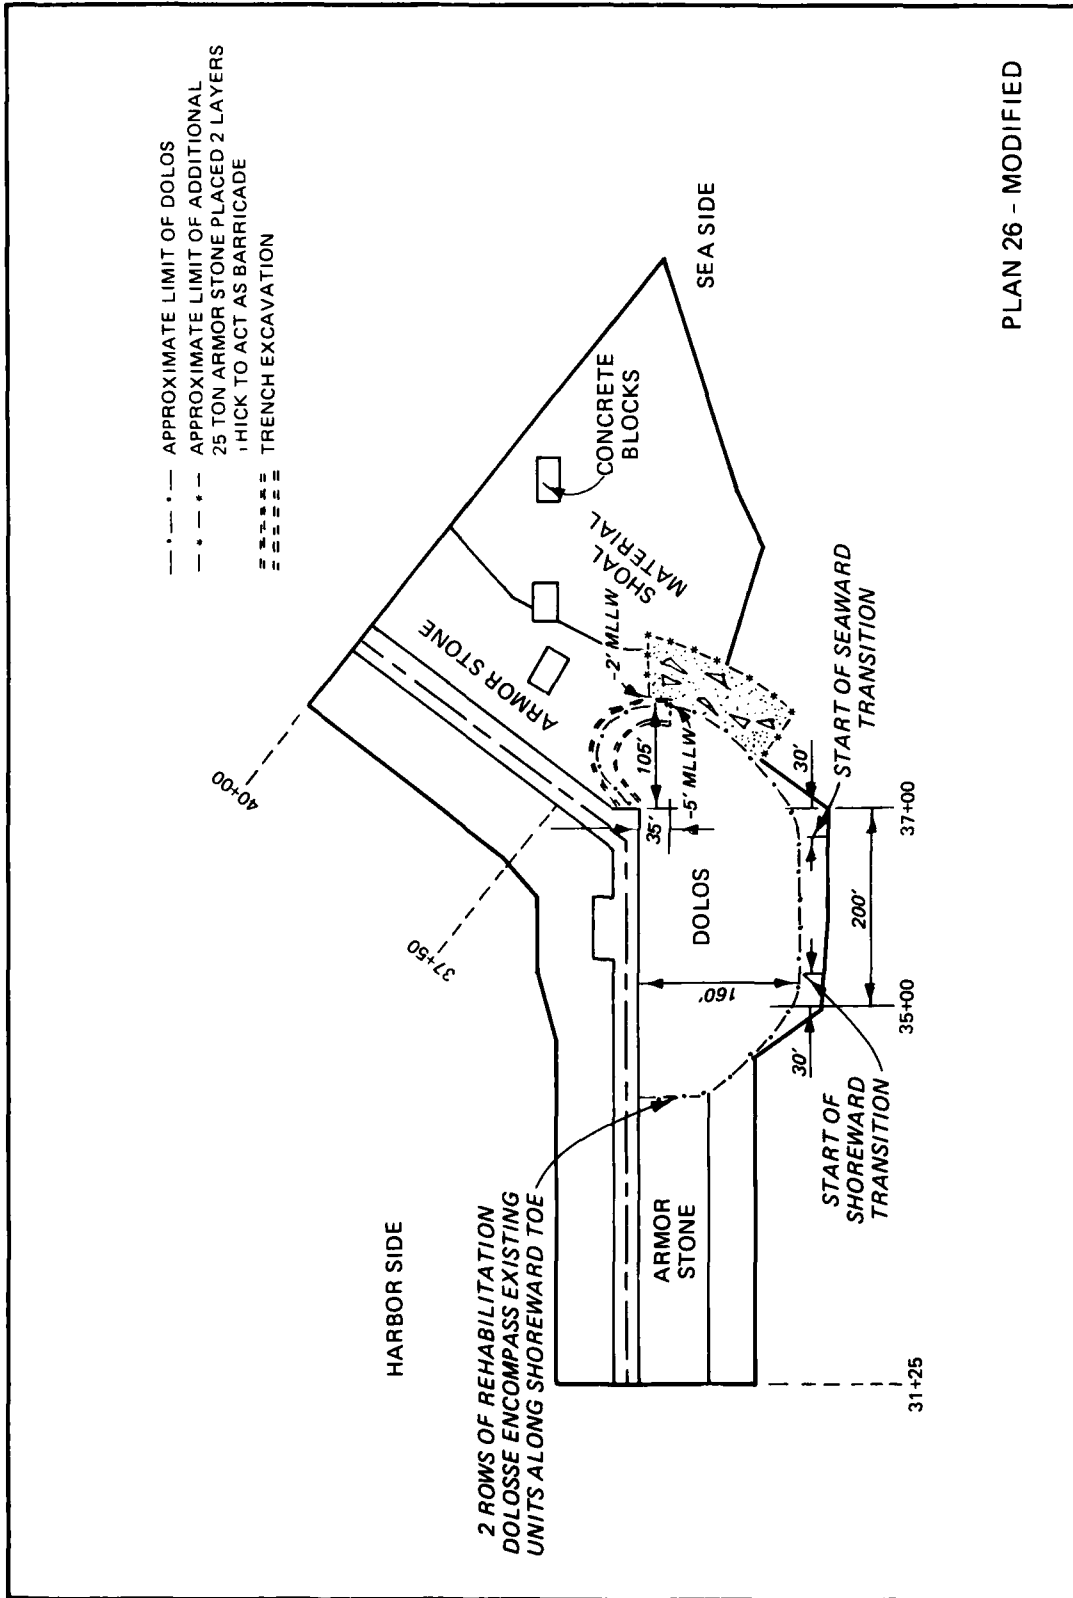 —·—·— APPROXIMATE LIMIT OF DOLOS
—*—*— APPROXIMATE LIMIT OF ADDITIONAL
25 TON ARMOR STONE PLACED 2 LAYERS
THICK TO ACT AS BARRICADE
====== TRENCH EXCAVATION
HARBOR SIDE
40+00
37+50
ARMOR STONE
SHOAL
MATERIAL
CONCRETE
BLOCKS
SEA SIDE
-2' MLLW
105'
35'
-5' MLLW
2 ROWS OF REHABILITATION
DOLOSSE ENCOMPASS EXISTING
UNITS ALONG SHOREWARD TOE
ARMOR
STONE
DOLOS
160'
30'
30'
200'
START OF
SHOREWARD
TRANSITION
START OF SEAWARD
TRANSITION
31+25
35+00
37+00
PLAN 26 - MODIFIED